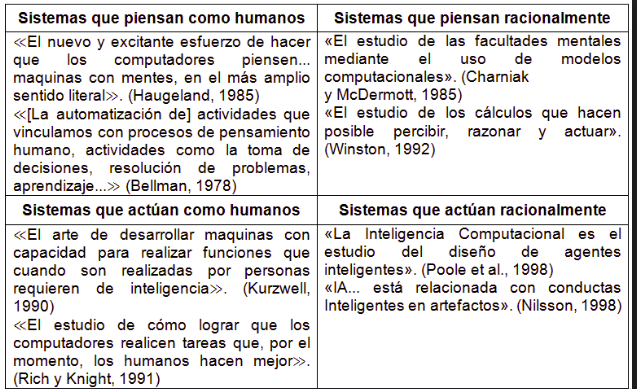 Sistemas que piensan como humanos
≪El nuevo y excitante esfuerzo de hacer
que los computadores piensen...
maquinas con mentes, en el más amplio
sentido literal≫. (Haugeland, 1985)
≪[La automatización de] actividades que
vinculamos con procesos de pensamiento
humano, actividades como la toma de
decisiones, resolución de problemas,
aprendizaje...≫ (Bellman, 1978)
Sistemas que piensan racionalmente
«El estudio de las facultades mentales
mediante el uso de modelos
computacionales». (Charniak
y McDermott, 1985)
«El estudio de los cálculos que hacen
posible percibir, razonar y actuar».
(Winston, 1992)
Sistemas que actúan como humanos
≪El arte de desarrollar maquinas con
capacidad para realizar funciones que
cuando son realizadas por personas
requieren de inteligencia≫. (Kurzwell,
1990)
≪El estudio de cómo lograr que los
computadores realicen tareas que, por el
momento, los humanos hacen mejor≫.
(Rich y Knight, 1991)
Sistemas que actúan racionalmente
«La Inteligencia Computacional es el
estudio del diseño de agentes
inteligentes». (Poole et al., 1998)
«IA... está relacionada con conductas
Inteligentes en artefactos». (Nilsson, 1998)